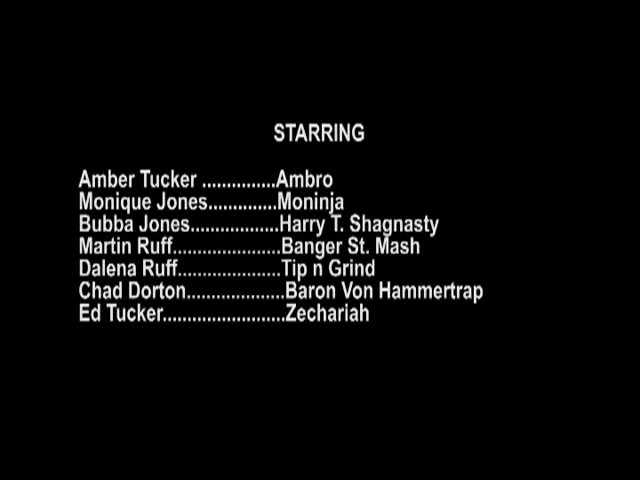 STARRING
Amber Tucker ...............Ambro
Monique Jones..............Moninja
Bubba Jones..................Harry T. Shagnasty
Martin Ruff......................Banger St. Mash
Dalena Ruff.....................Tip n Grind
Chad Dorton....................Baron Von Hammertrap
Ed Tucker.........................Zechariah